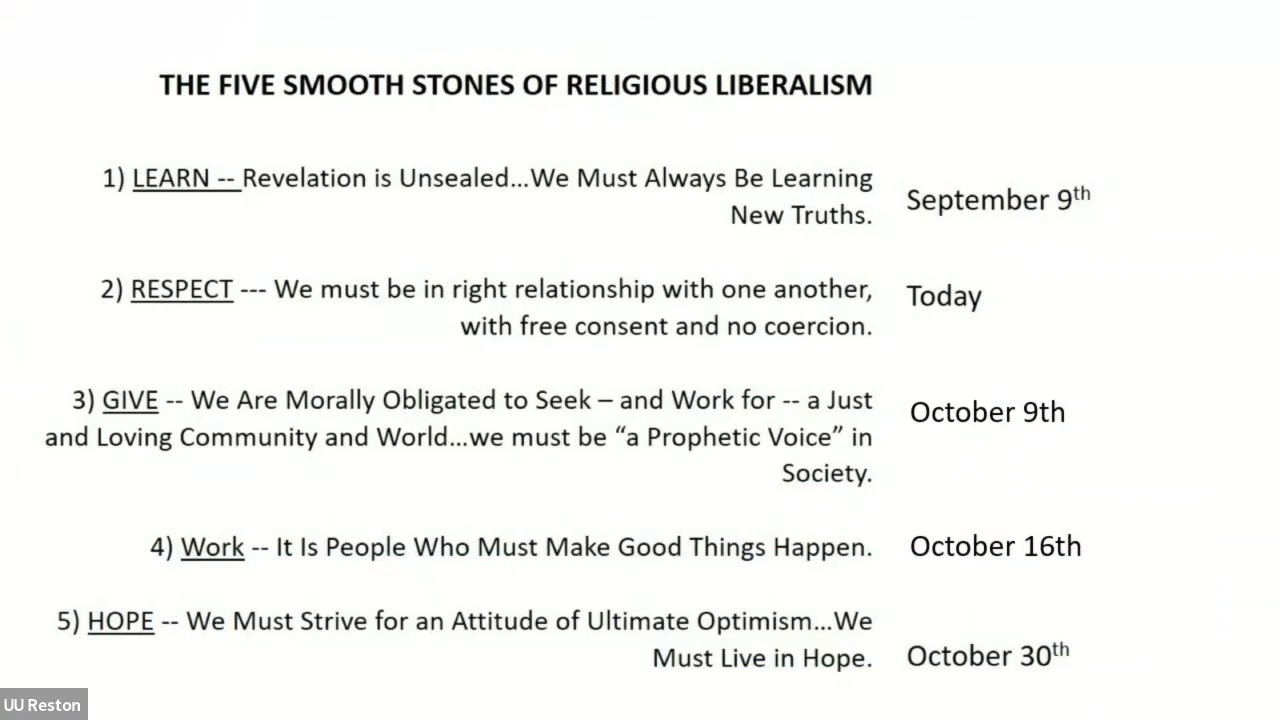 THE FIVE SMOOTH STONES OF RELIGIOUS LIBERALISM
1) LEARN -- Revelation is Unsealed...We Must Always Be Learning
New Truths.
September 9th
2) RESPECT --- We must be in right relationship with one another,
with free consent and no coercion.
Today
3) GIVE -- We Are Morally Obligated to Seek – and Work for -- a Just
and Loving Community and World...we must be “a Prophetic Voice” in
Society.
October 9th
4) Work -- It Is People Who Must Make Good Things Happen.
October 16th
5) HOPE -- We Must Strive for an Attitude of Ultimate Optimism...We
Must Live in Hope.
October 30th
UU Reston